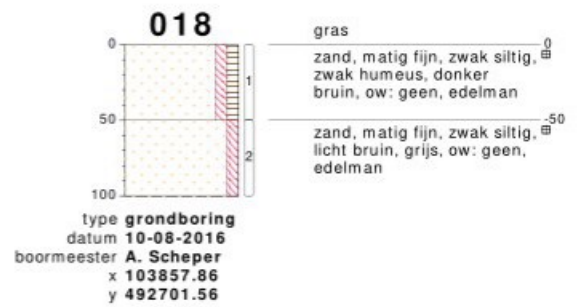 018
gras
0
0
zand, matig fijn, zwak siltig,
zwak humeus, donker
bruin, ow: geen, edelman
1
50
-50
zand, matig fijn, zwak siltig,
licht bruin, grijs, ow: geen,
edelman
2
100
type grondboring
datum 10-08-2016
boormeester A. Scheper
x 103857.86
y 492701.56